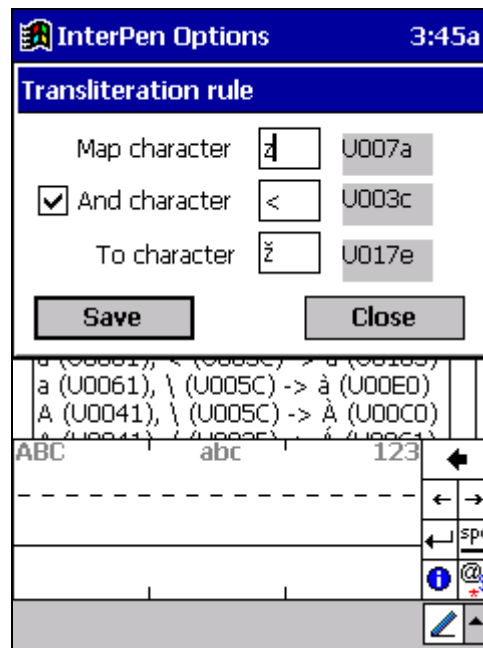 InterPen Options 3:45a
Transliteration rule
Map character z U007a
And character < U003c
To character ž U017e
Save Close
a (U0061), \ (U005C) -> à (U00E0)
A (U0041), \ (U005C) -> À (U00C0)
ABC abc 123